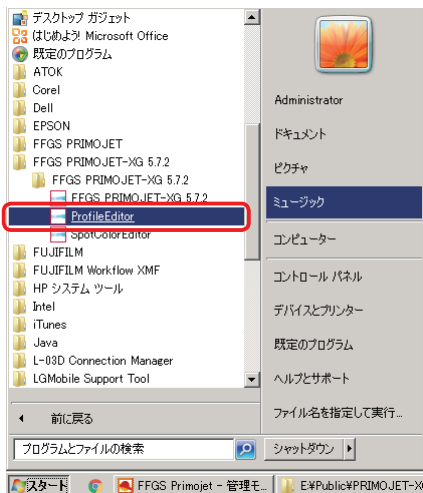 デスクトップ ガジェット
はじめよう! Microsoft Office
既定のプログラム
ATOK
Corel
Dell
EPSON
FFGS PRIMOJET
FFGS PRIMOJET-XG 5.7.2
FFGS PRIMOJET-XG 5.7.2
FFGS PRIMOJET-XG 5.7.2
ProfileEditor
SpotColorEditor
FUJIFILM
FUJIFILM Workflow XMF
HP システム ツール
Intel
iTunes
Java
L-03D Connection Manager
LGMobile Support Tool
前に戻る
プログラムとファイルの検索
Administrator
ドキュメント
ピクチャ
ミュージック
コンピューター
コントロール パネル
デバイスとプリンター
既定のプログラム
ヘルプとサポート
ファイル名を指定して実行...
シャットダウン
スタート
FFGS Primojet - 管理モ...
E¥Public¥PRIMOJET-X